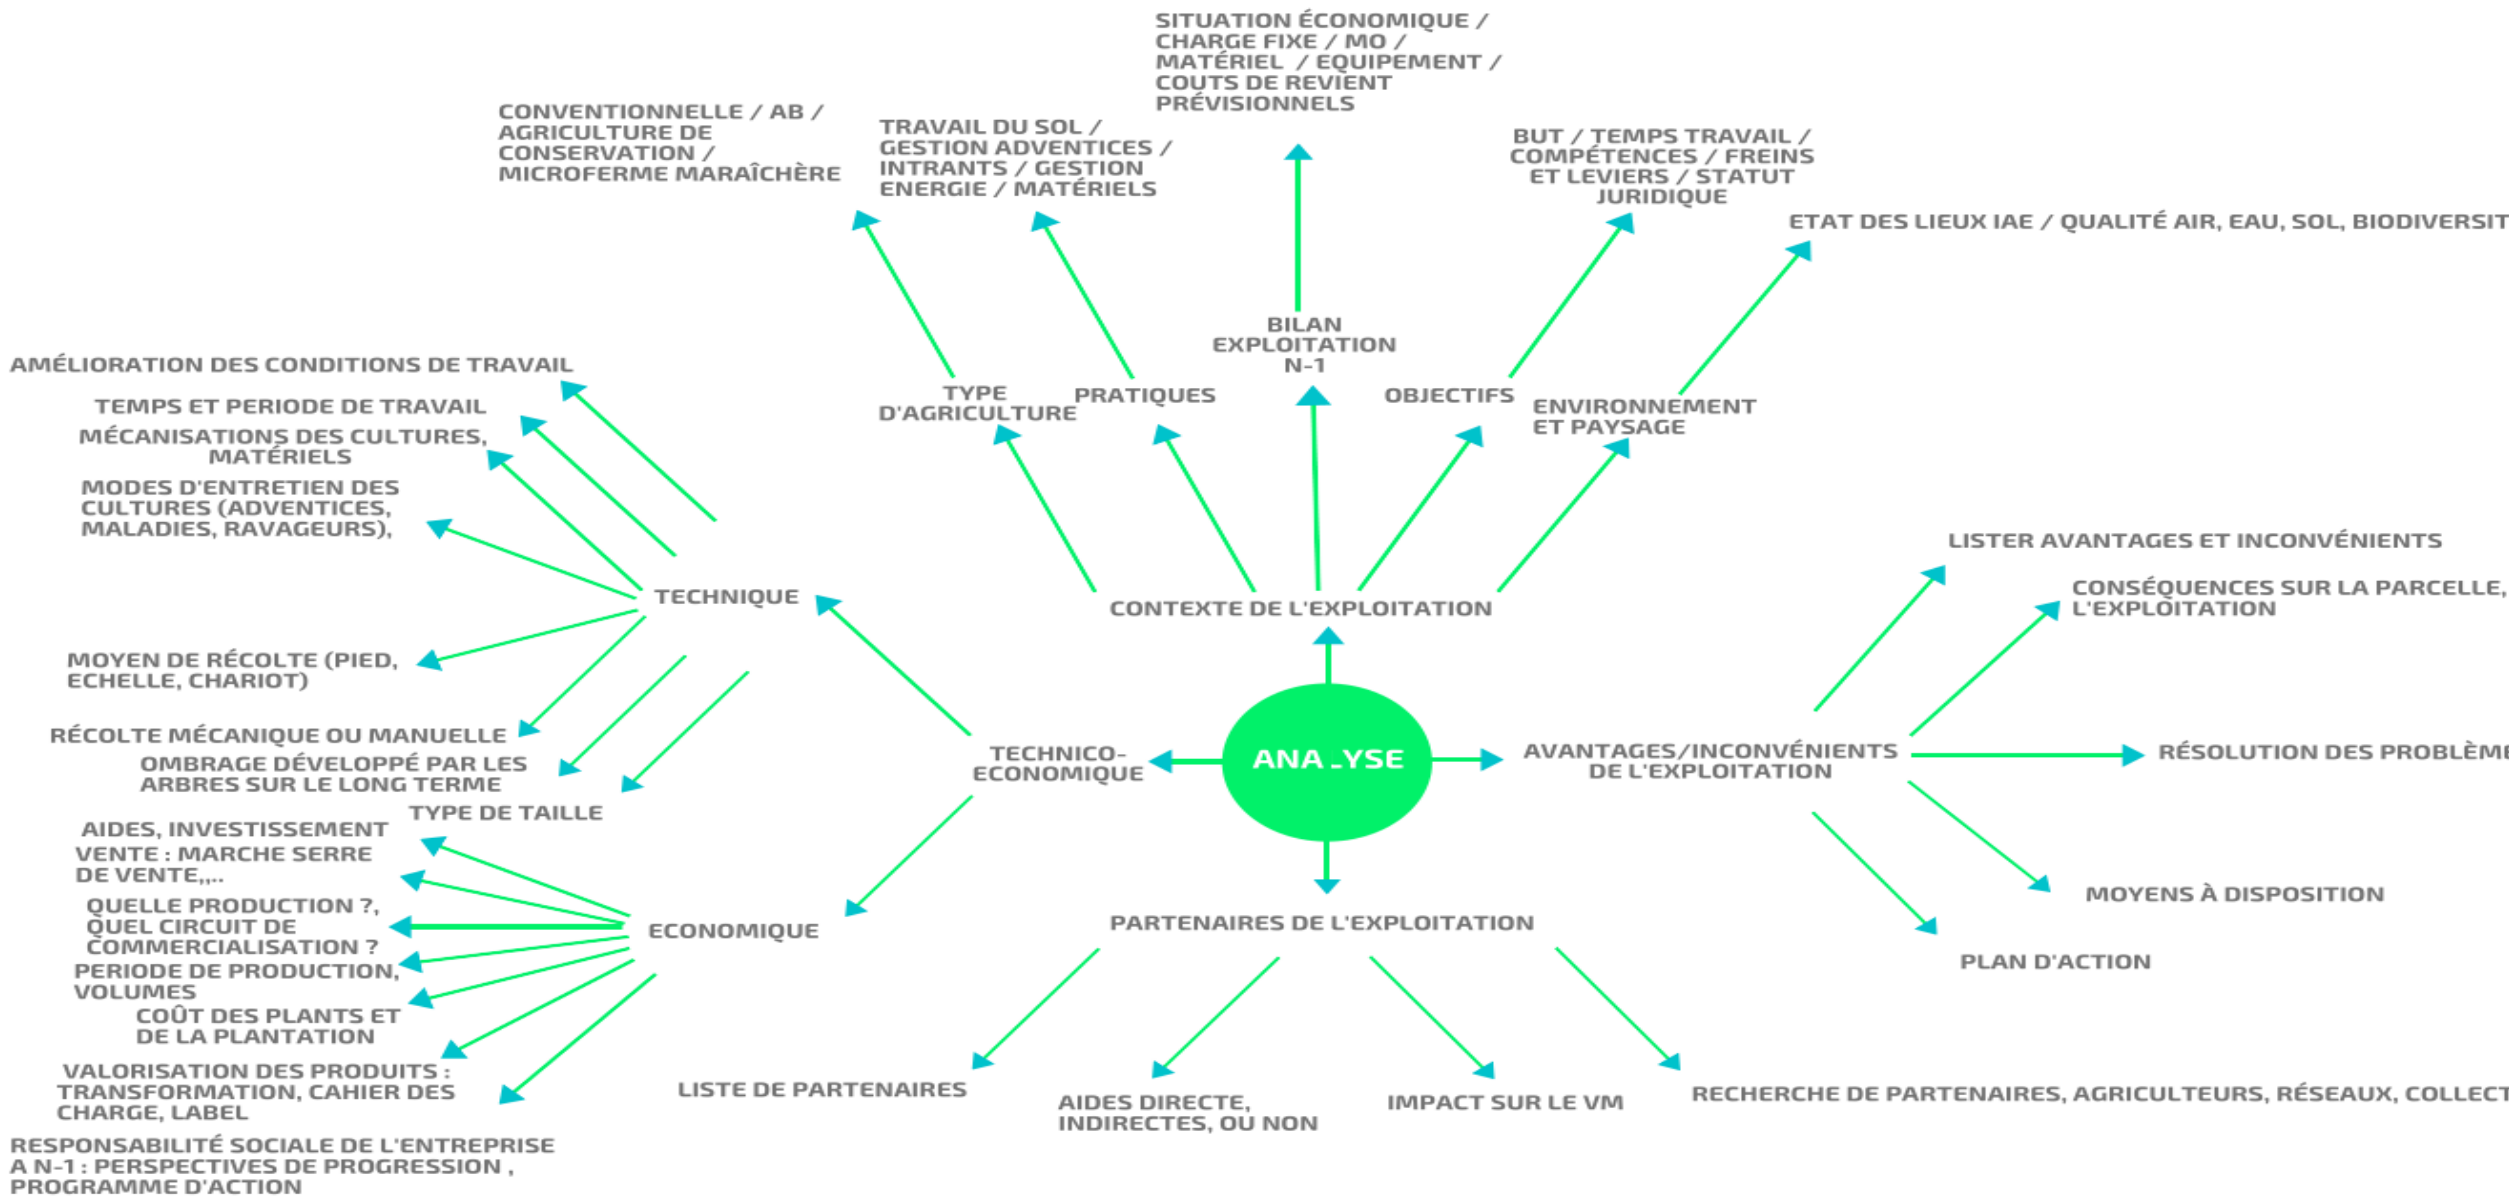 SITUATION ÉCONOMIQUE /
CHARGE FIXE / MO /
MATÉRIEL / EQUIPEMENT /
COUTS DE REVIENT
PRÉVISIONNELS
CONVENTIONNELLE / AB /
AGRICULTURE DE
CONSERVATION /
MICROFERME MARAÎCHÈRE
TRAVAIL DU SOL /
GESTION ADVENTICES /
INTRANTS / GESTION
ENERGIE / MATÉRIELS
BUT / TEMPS TRAVAIL /
COMPÉTENCES / FREINS
ET LEVIERS / STATUT
JURIDIQUE
ETAT DES LIEUX IAE / QUALITÉ AIR, EAU, SOL, BIODIVERSIT
BILAN
EXPLOITATION
N-1
TYPE
D'AGRICULTURE
PRATIQUES
OBJECTIFS
ENVIRONNEMENT
ET PAYSAGE
CONTEXTE DE L'EXPLOITATION
AMÉLIORATION DES CONDITIONS DE TRAVAIL
TEMPS ET PERIODE DE TRAVAIL
MÉCANISATIONS DES CULTURES,
MATÉRIELS
MODES D'ENTRETIEN DES
CULTURES (ADVENTICES,
MALADIES, RAVAGEURS),
TECHNIQUE
MOYEN DE RÉCOLTE (PIED,
ECHELLE, CHARIOT)
RÉCOLTE MÉCANIQUE OU MANUELLE
OMBRAGE DÉVELOPPÉ PAR LES
ARBRES SUR LE LONG TERME
TYPE DE TAILLE
TECHNICO-
ECONOMIQUE
ANALYSE
AVANTAGES/INCONVÉNIENTS
DE L'EXPLOITATION
LISTER AVANTAGES ET INCONVÉNIENTS
CONSÉQUENCES SUR LA PARCELLE,
L'EXPLOITATION
RÉSOLUTION DES PROBLÈME
MOYENS À DISPOSITION
PLAN D'ACTION
AIDES, INVESTISSEMENT
VENTE : MARCHE SERRE
DE VENTE,,..
QUELLE PRODUCTION ?,
QUEL CIRCUIT DE
COMMERCIALISATION ?
PERIODE DE PRODUCTION,
VOLUMES
COÛT DES PLANTS ET
DE LA PLANTATION
VALORISATION DES PRODUITS :
TRANSFORMATION, CAHIER DES
CHARGE, LABEL
RESPONSABILITÉ SOCIALE DE L'ENTREPRISE
A N-1 : PERSPECTIVES DE PROGRESSION ,
PROGRAMME D'ACTION
ECONOMIQUE
PARTENAIRES DE L'EXPLOITATION
LISTE DE PARTENAIRES
AIDES DIRECTE,
INDIRECTES, OU NON
IMPACT SUR LE VM
RECHERCHE DE PARTENAIRES, AGRICULTEURS, RÉSEAUX, COLLECT